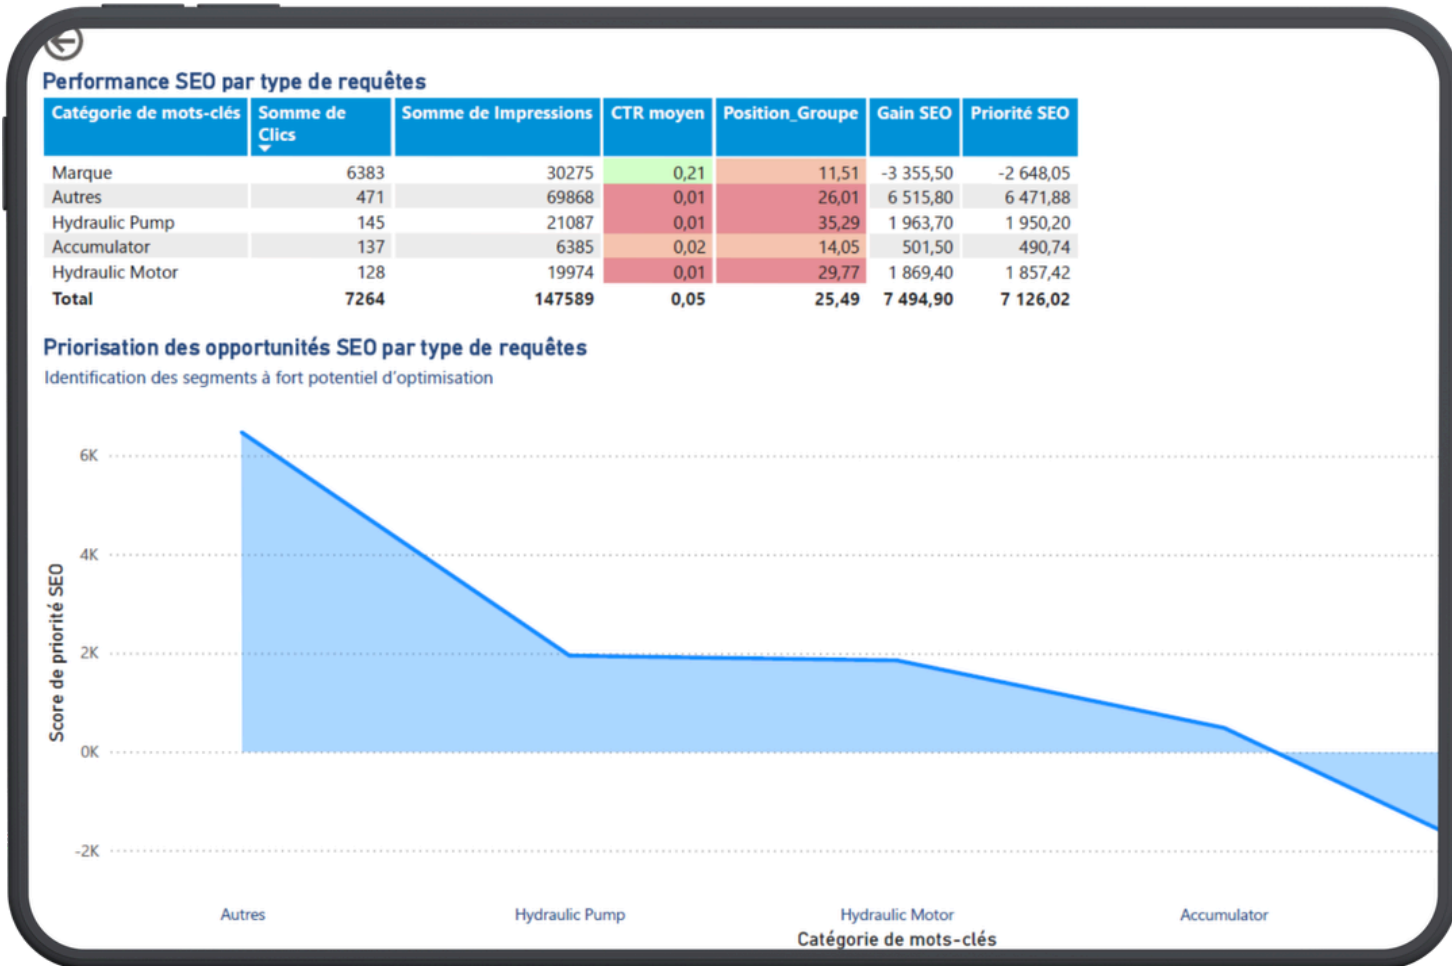 Performance SEO par type de requêtes
Catégorie de mots-clés Somme de Clics Somme de Impressions CTR moyen Position_Groupe Gain SEO Priorité SEO
Marque 6383 30275 0,21 11,51 -3 355,50 -2 648,05
Autres 471 69868 0,01 26,01 6 515,80 6 471,88
Hydraulic Pump 145 21087 0,01 35,29 1 963,70 1 950,20
Accumulator 137 6385 0,02 14,05 501,50 490,74
Hydraulic Motor 128 19974 0,01 29,77 1 869,40 1 857,42
Total 7264 147589 0,05 25,49 7 494,90 7 126,02
Priorisation des opportunités SEO par type de requêtes
Identification des segments à fort potentiel d'optimisation
Score de priorité SEO
6K
4K
2K
0K
-2K
Autres Hydraulic Pump Hydraulic Motor Accumulator
Catégorie de mots-clés